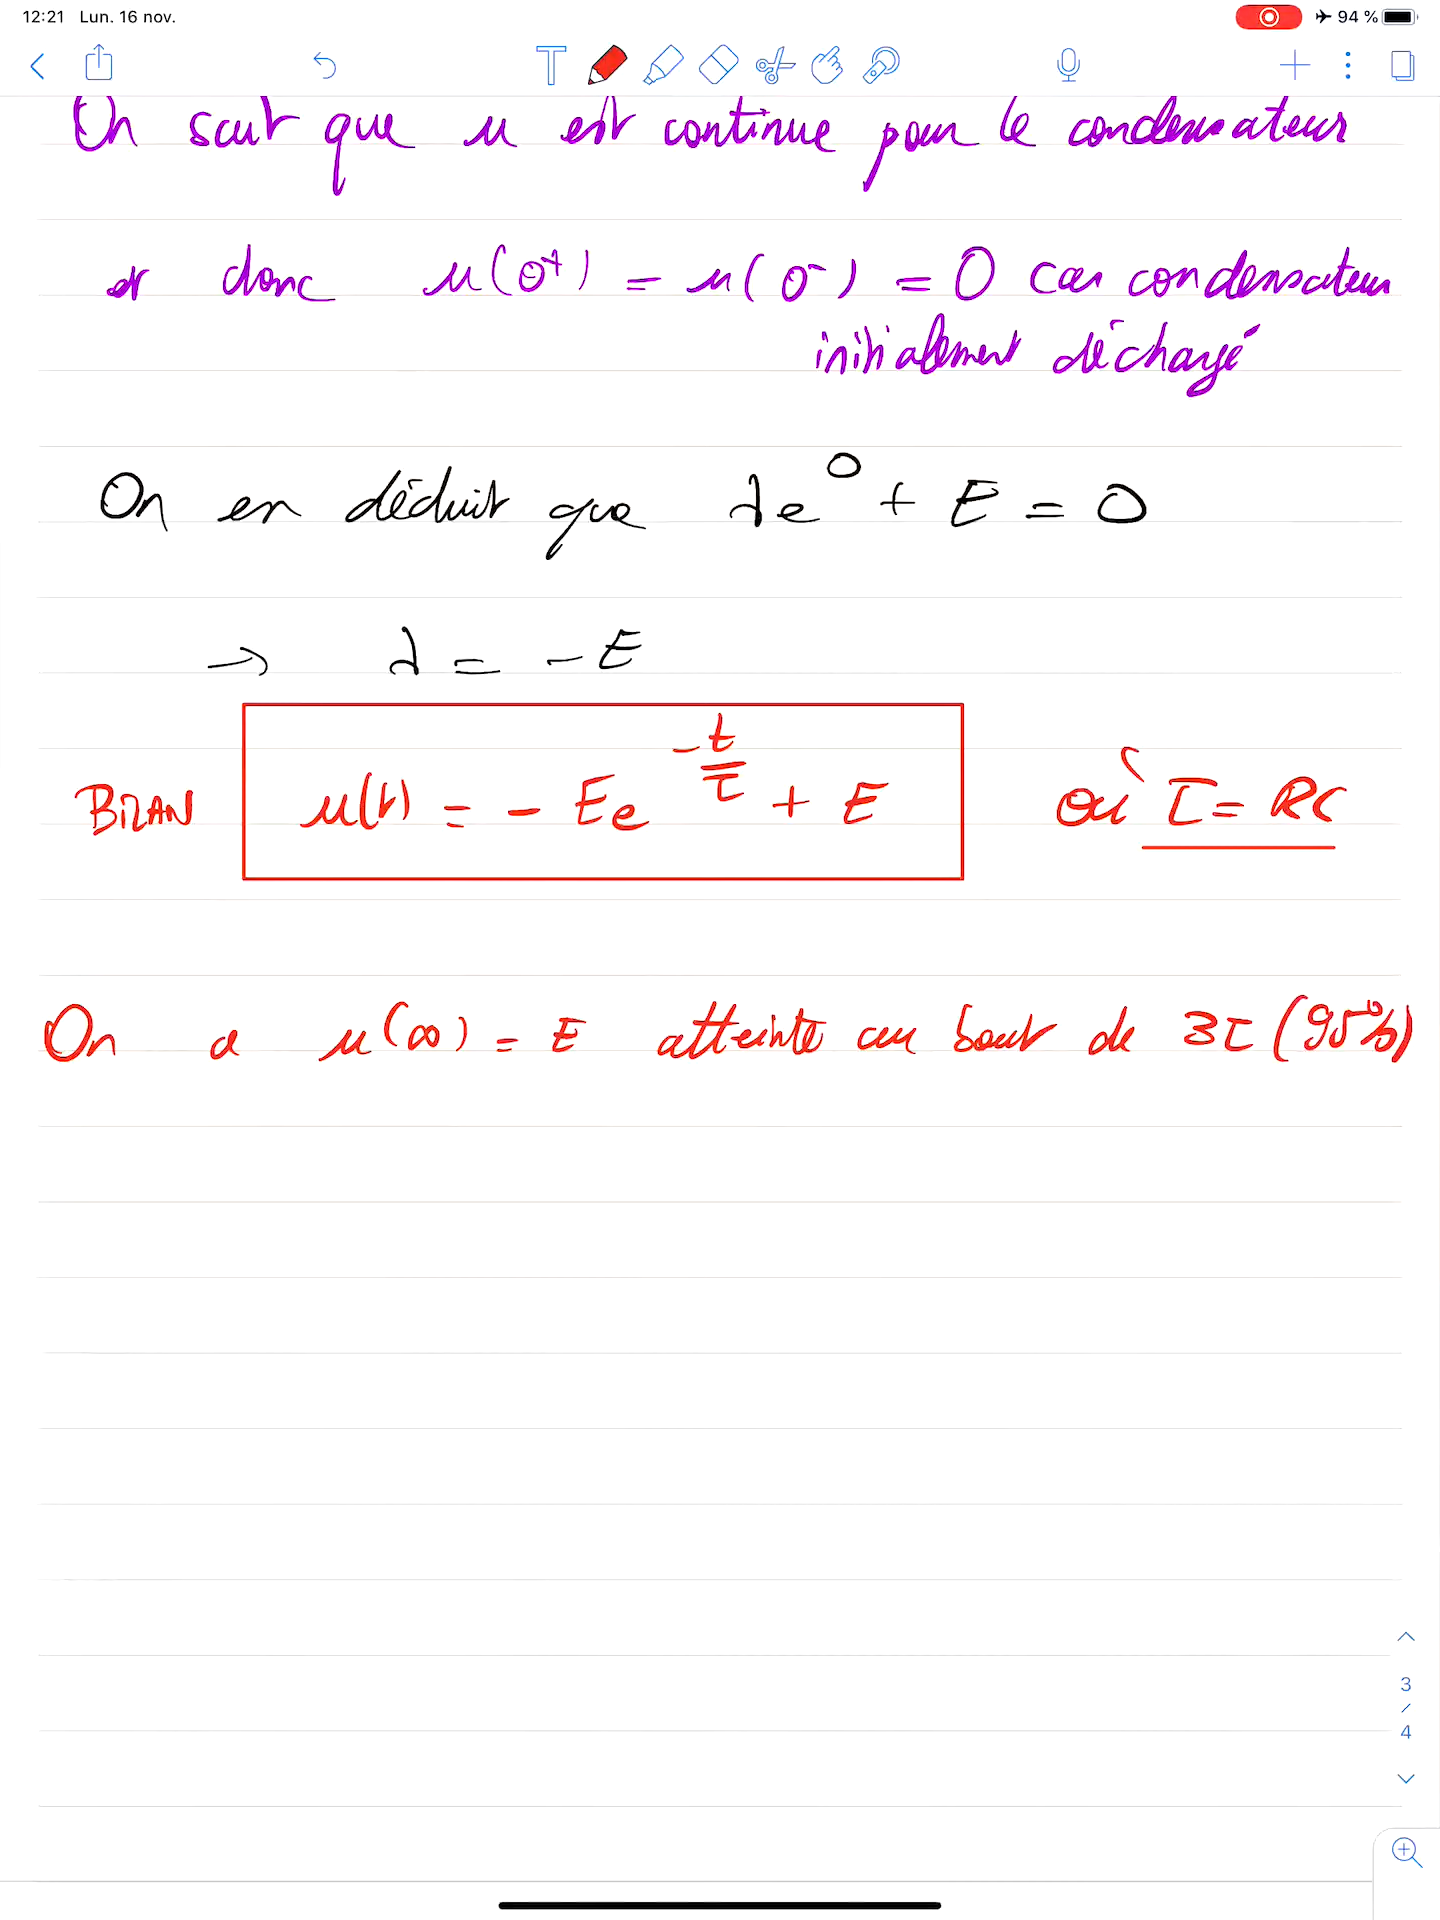 12:21 Lun. 16 nov. 94 %
On sait que u est continue pour le condensateur
et donc u(0⁺) = u(0⁻) = 0 car condensateur
initialement déchargé
On en déduit que λe⁰ + E = 0
→ λ = - E
BILAN u(t) = - Ee^(-t/τ) + E où τ = RC
On a u(∞) = E atteinte au bout de 3τ (95%)
3
/
4